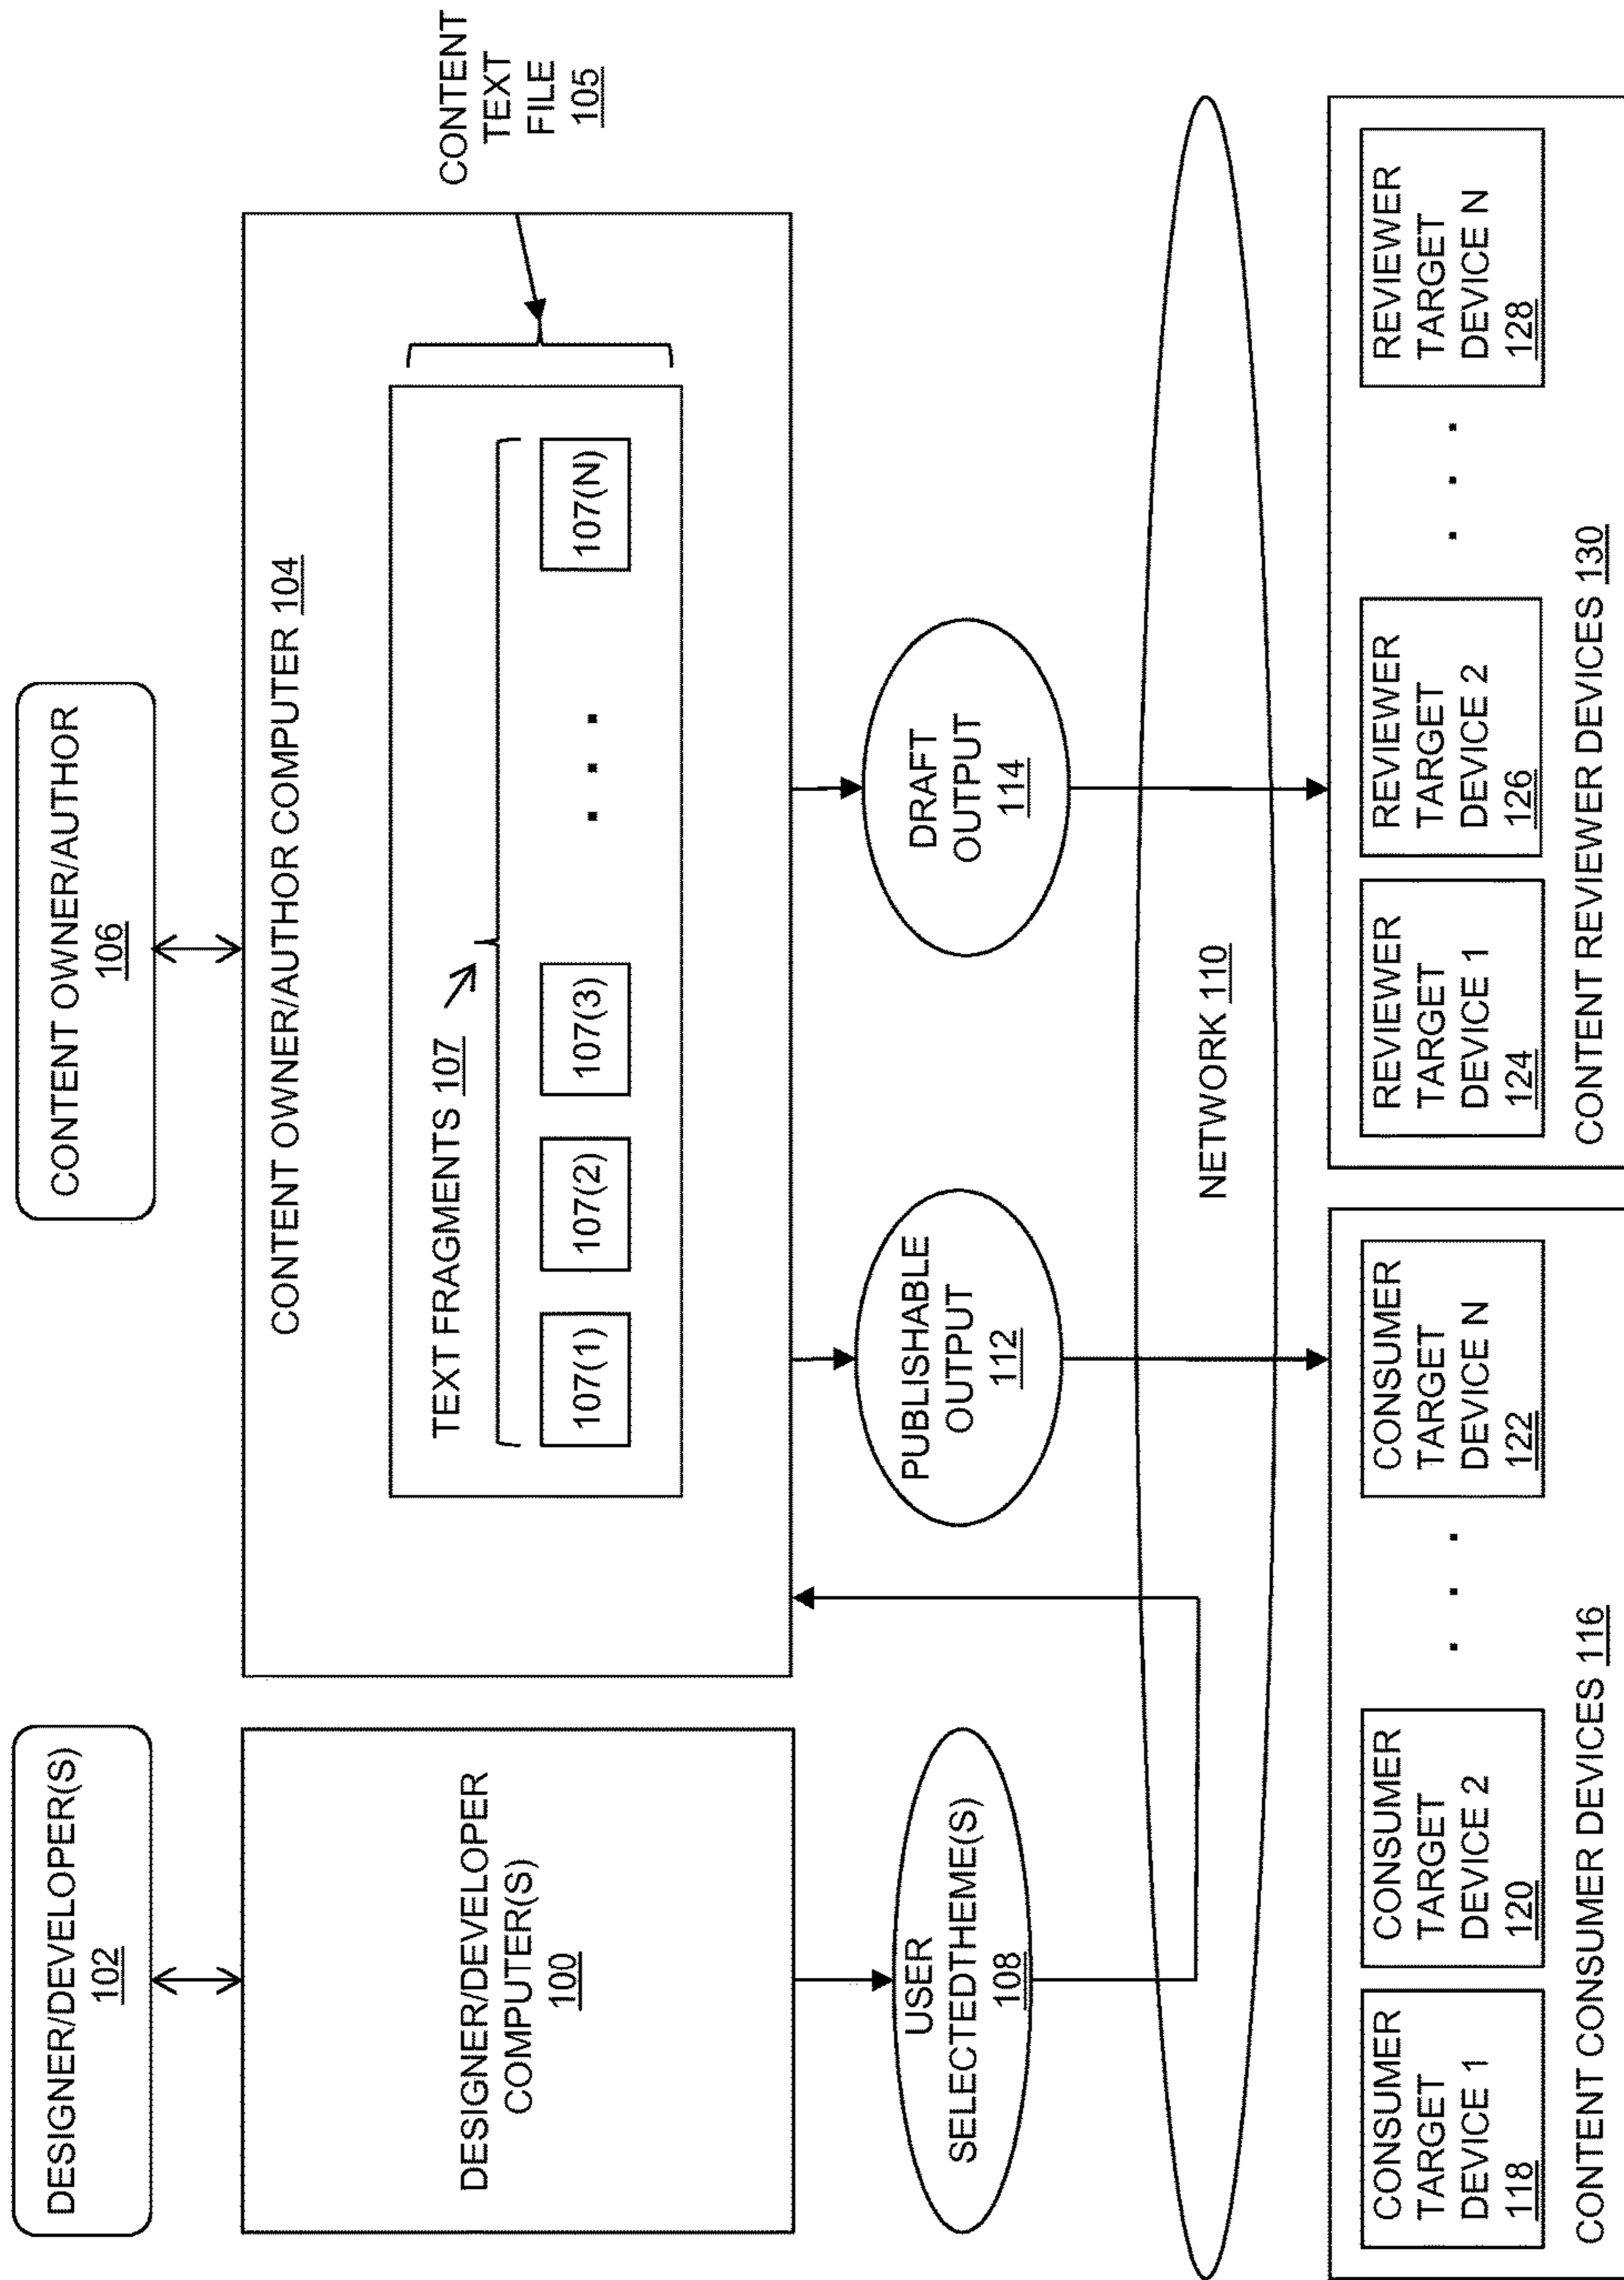 DESIGNER/DEVELOPER(S)
102
CONTENT OWNER/AUTHOR
106
DESIGNER/DEVELOPER
COMPUTER(S)
100
CONTENT OWNER/AUTHOR COMPUTER 104
TEXT FRAGMENTS 107
107(1)
107(2)
107(3)
. . .
107(N)
CONTENT
TEXT
FILE
105
USER
SELECTEDTHEME(S)
108
PUBLISHABLE
OUTPUT
112
DRAFT
OUTPUT
114
NETWORK 110
CONSUMER
TARGET
DEVICE 1
118
CONSUMER
TARGET
DEVICE 2
120
. . .
CONSUMER
TARGET
DEVICE N
122
CONTENT CONSUMER DEVICES 116
REVIEWER
TARGET
DEVICE 1
124
REVIEWER
TARGET
DEVICE 2
126
. . .
REVIEWER
TARGET
DEVICE N
128
CONTENT REVIEWER DEVICES 130